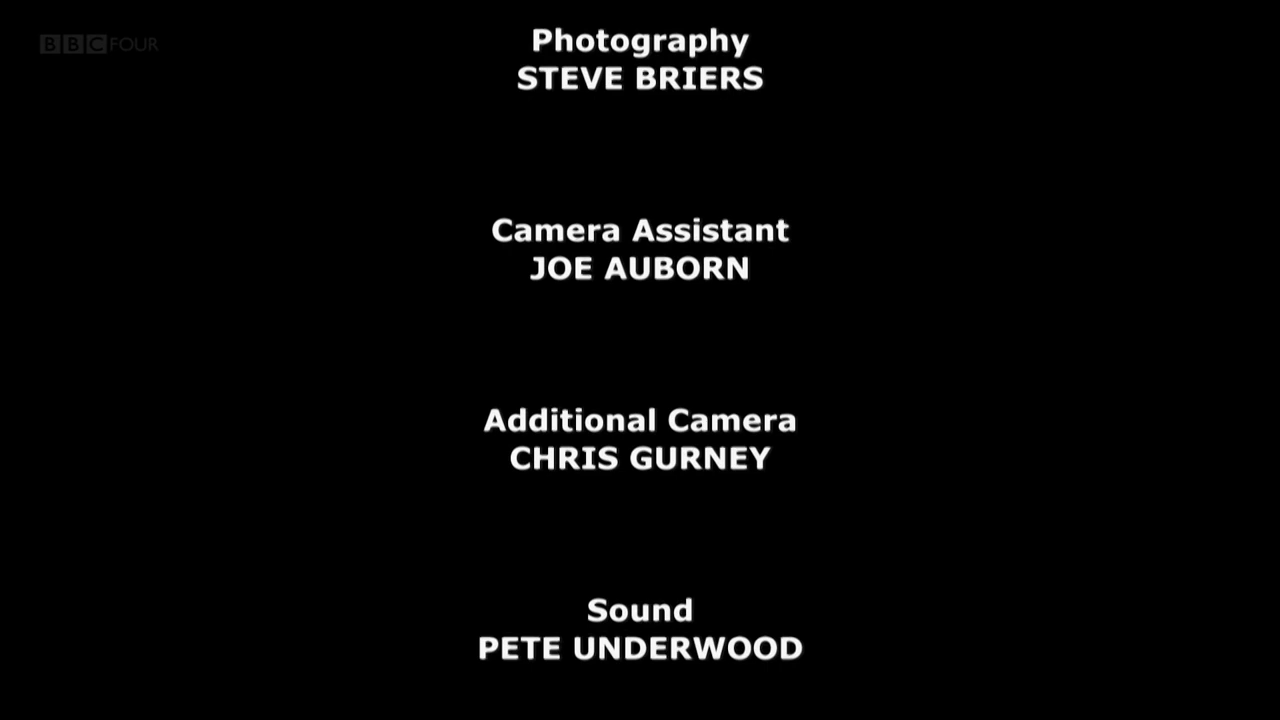 BBC FOUR
Photography
STEVE BRIERS
Camera Assistant
JOE AUBORN
Additional Camera
CHRIS GURNEY
Sound
PETE UNDERWOOD